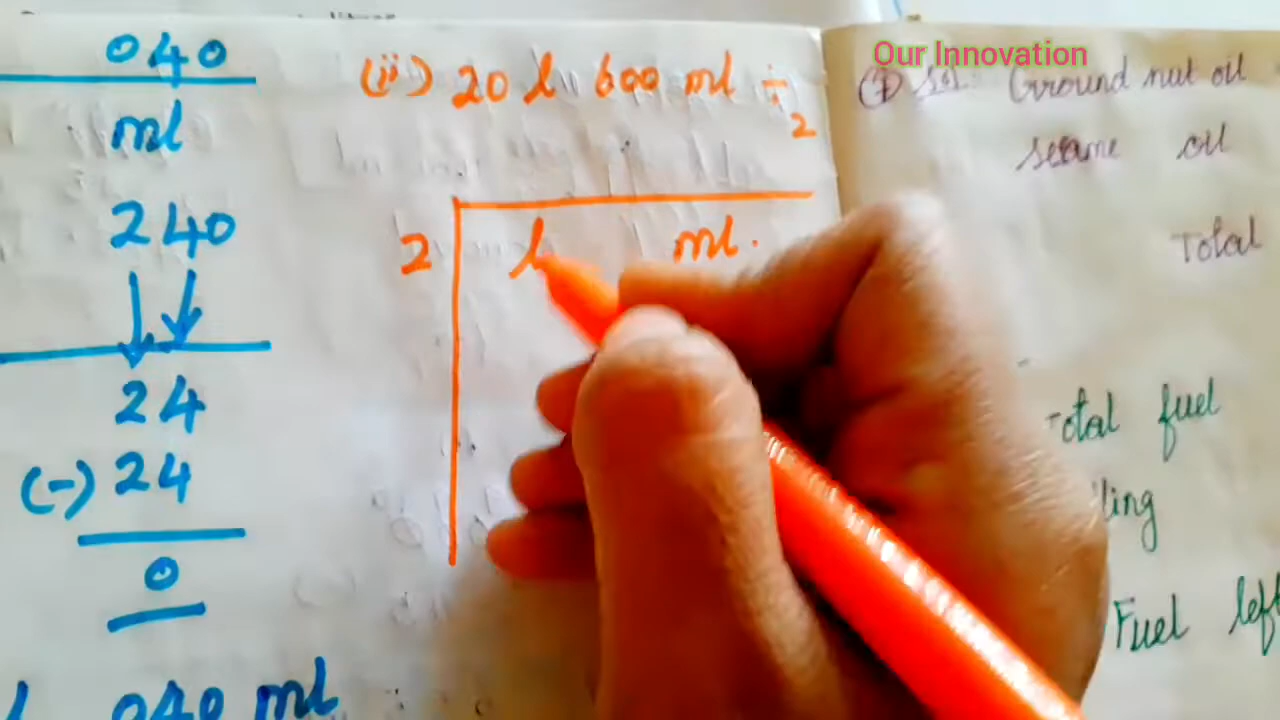 040
ml
240
24
(-) 24
0
040 ml
(ii) 20 l 600 ml ÷ 2
2 l ml.
Our Innovation
Ground nut oil
oil
Total
Total fuel
Fuel left